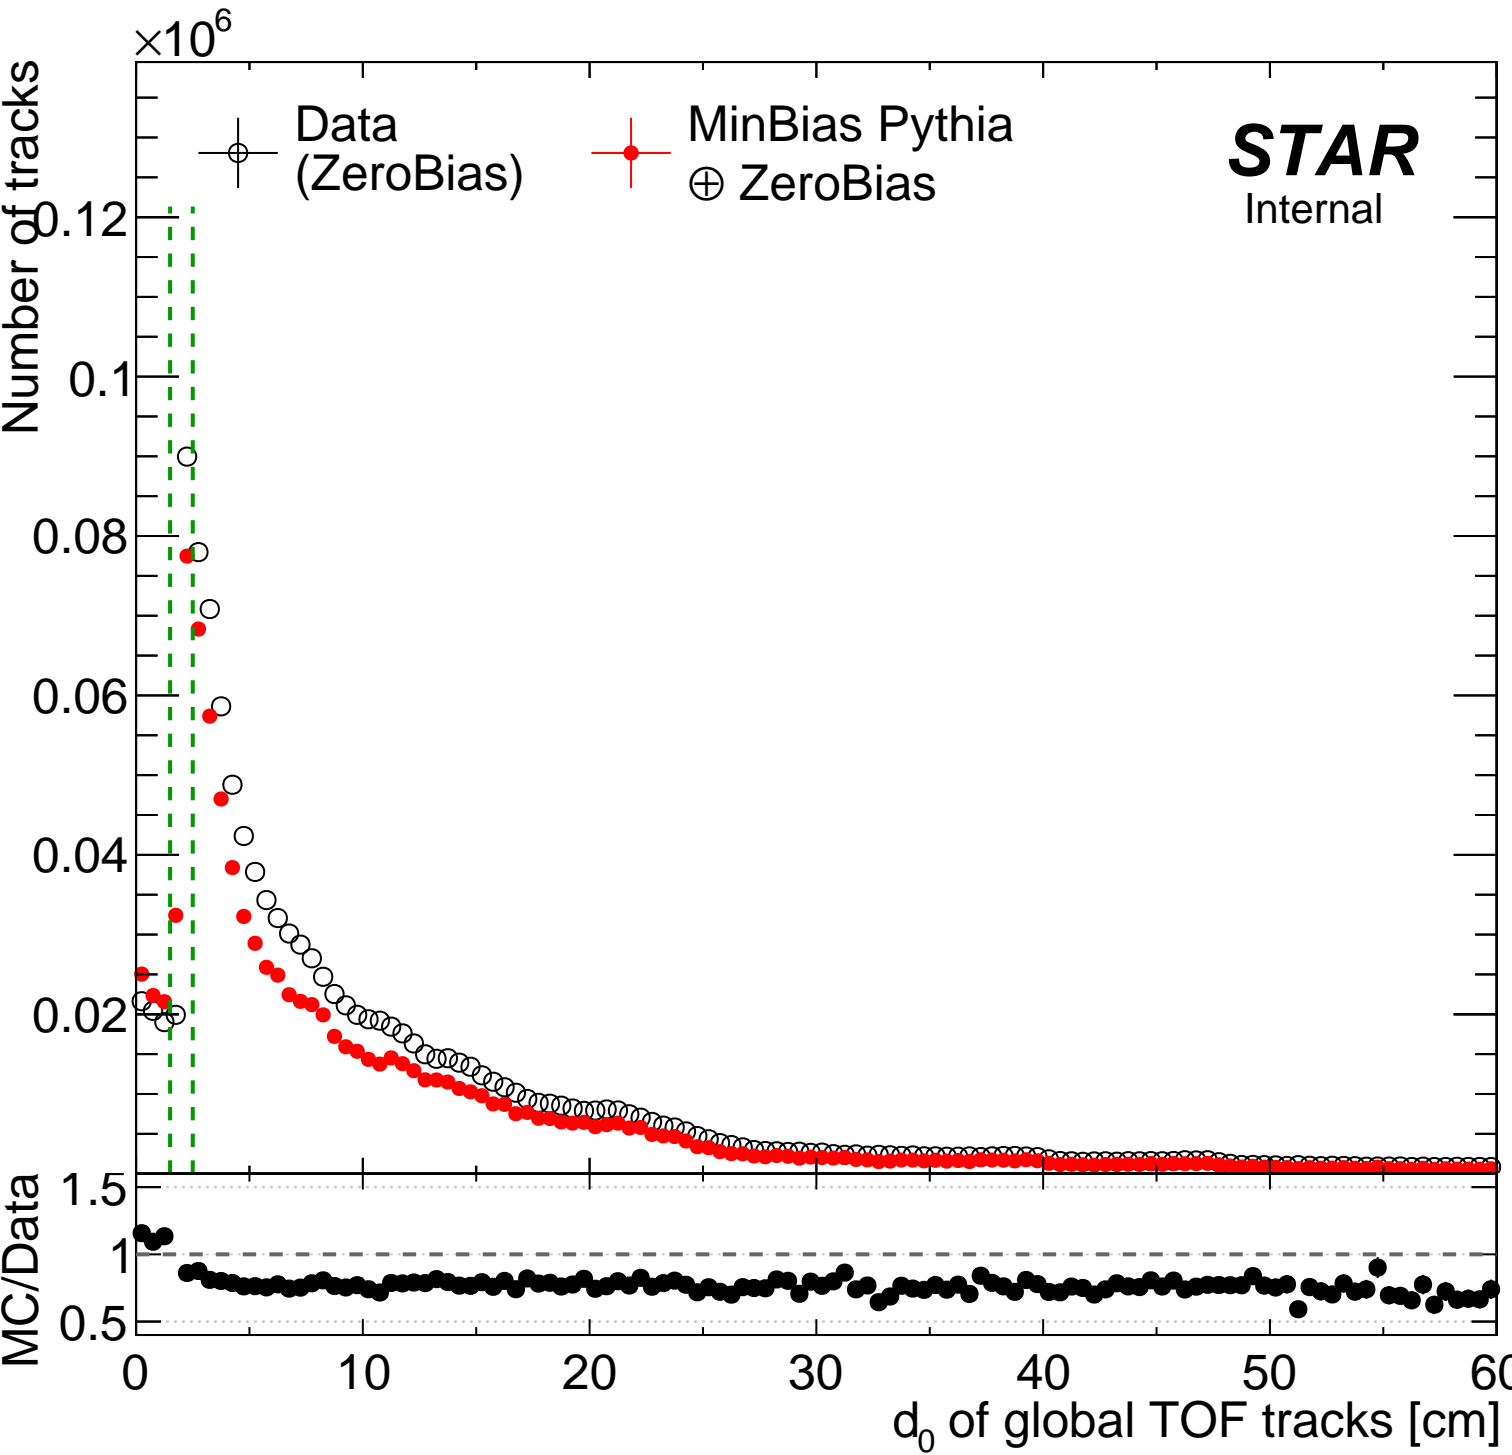 ×10⁶
Number of tracks
Data
(ZeroBias)
MinBias Pythia
⊕ ZeroBias
STAR
Internal
0.12
0.1
0.08
0.06
0.04
0.02
MC/Data
1.5
1
0.5
0 10 20 30 40 50 60
d₀ of global TOF tracks [cm]